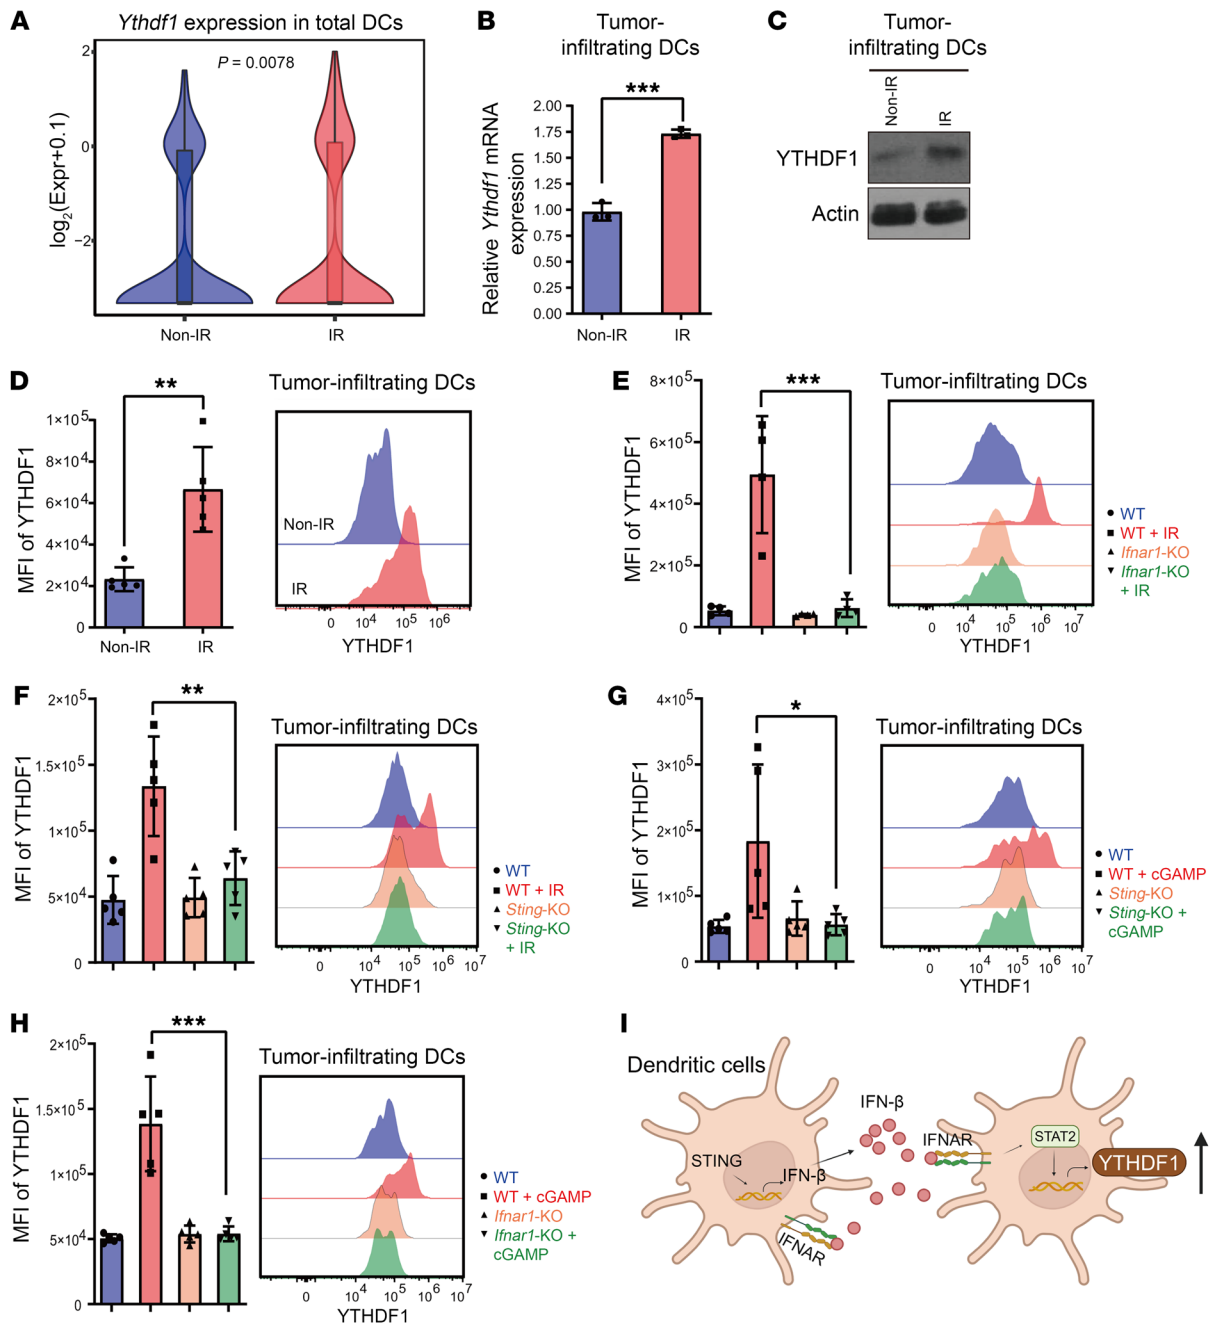 A
Ythdf1 expression in total DCs
P = 0.0078
log2(Expr+0.1)
2
0
−2
Non-IR
IR
B
Tumor-
infiltrating DCs
***
Relative Ythdf1 mRNA
expression
2.00
1.75
1.50
1.25
1.00
0.75
0.50
0.25
0.00
Non-IR
IR
C
Tumor-
infiltrating DCs
Non-IR
IR
YTHDF1
Actin
D
**
MFI of YTHDF1
1×10^5
8×10^4
6×10^4
4×10^4
2×10^4
0
Non-IR
IR
Tumor-infiltrating DCs
Non-IR
IR
0 10^4 10^5 10^6
YTHDF1
E
***
MFI of YTHDF1
8×10^5
6×10^5
4×10^5
2×10^5
0
Tumor-infiltrating DCs
0 10^4 10^5 10^6 10^7
YTHDF1
WT
WT + IR
Ifnar1-KO
Ifnar1-KO
+ IR
F
**
MFI of YTHDF1
2×10^5
1.5×10^5
1×10^5
5×10^4
0
Tumor-infiltrating DCs
0 10^4 10^5 10^6 10^7
YTHDF1
WT
WT + IR
Sting-KO
Sting-KO
+ IR
G
*
MFI of YTHDF1
4×10^5
3×10^5
2×10^5
1×10^5
0
Tumor-infiltrating DCs
0 10^4 10^5 10^6 10^7
YTHDF1
WT
WT + cGAMP
Sting-KO
Sting-KO +
cGAMP
H
***
MFI of YTHDF1
2×10^5
1.5×10^5
1×10^5
5×10^4
0
Tumor-infiltrating DCs
0 10^4 10^5 10^6 10^7
YTHDF1
WT
WT + cGAMP
Ifnar1-KO
Ifnar1-KO +
cGAMP
I
Dendritic cells
STING
IFN-β
IFN-β
IFNAR
IFNAR
STAT2
YTHDF1